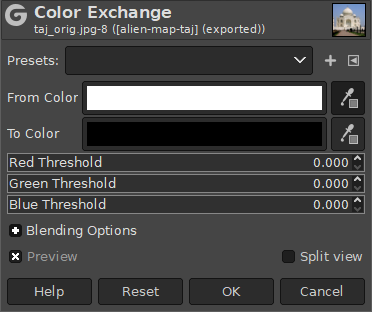 Color Exchange
taj_orig.jpg-8 ([alien-map-taj] (exported))
Presets:
From Color
To Color
Red Threshold 0.000
Green Threshold 0.000
Blue Threshold 0.000
Blending Options
Preview Split view
Help Reset OK Cancel